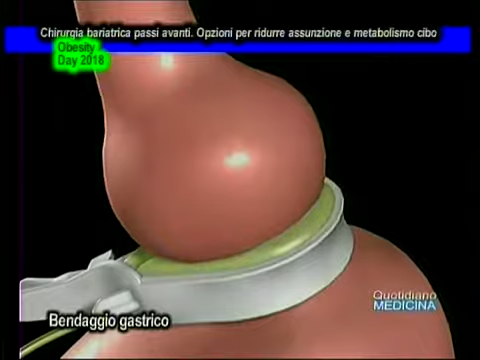 Chirurgia bariatrica passi avanti. Opzioni per ridurre assunzione e metabolismo cibo
Obesity
Day 2018
Quotidiano
MEDICINA
Bendaggio gastrico